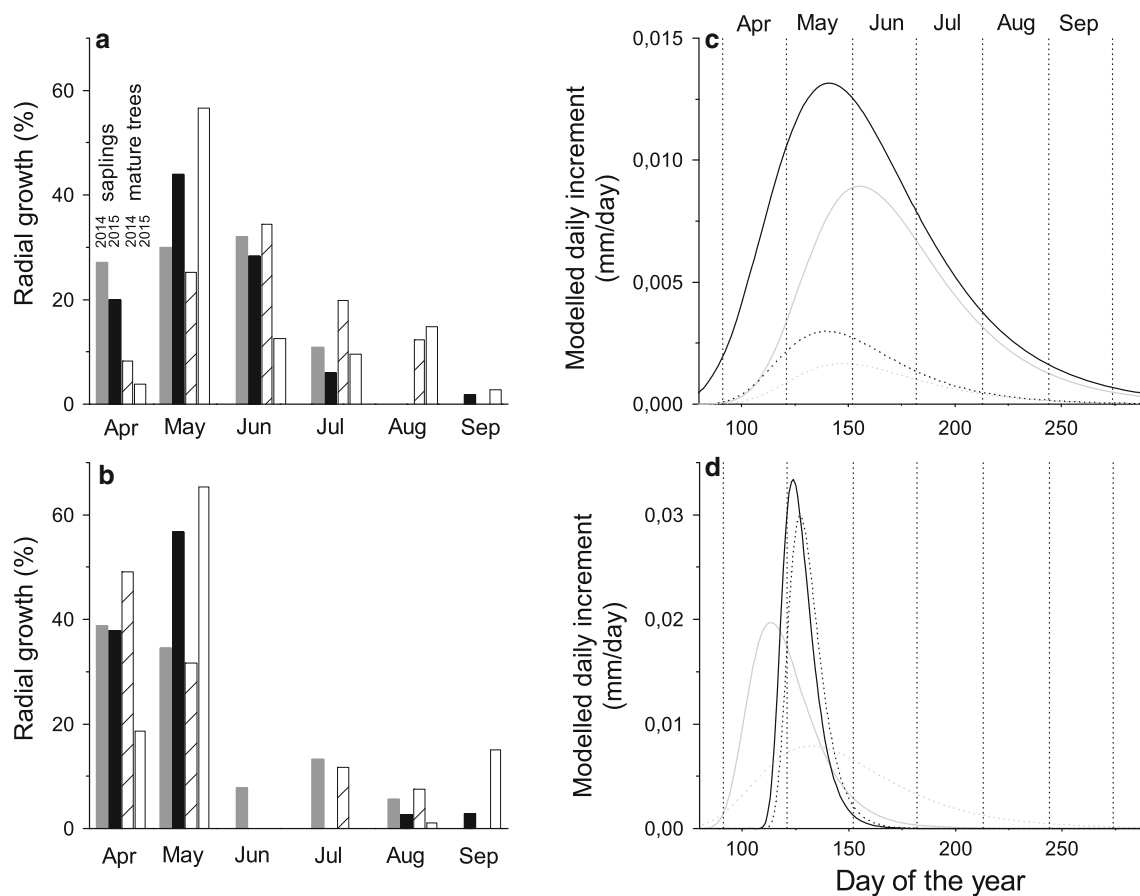 a
Radial growth (%)
60
40
20
0
2014
2015
saplings
2014
2015
mature trees
Apr May Jun Jul Aug Sep
b
Radial growth (%)
60
40
20
0
Apr May Jun Jul Aug Sep
c
Apr May Jun Jul Aug Sep
Modelled daily increment
(mm/day)
0,015
0,010
0,005
0,000
100 150 200 250
d
Modelled daily increment
(mm/day)
0,03
0,02
0,01
0,00
100 150 200 250
Day of the year